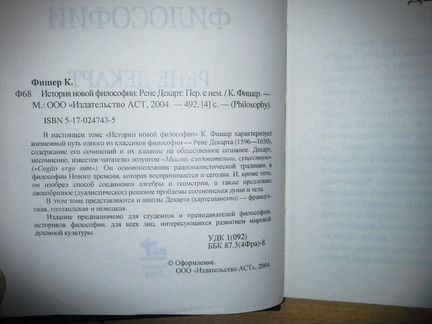 ФИЛОСОФИИ
РЕНЕ ДЕКАРТ
Фишер К.
Ф68 История новой философии: Рене Декарт: Пер. с нем. / К. Фишер. —
М.: ООО «Издательство АСТ, 2004. — 492, [4] с. — (Philosophy).
ISBN 5-17-024743-5
В настоящем томе «Истории новой философии» К. Фишер характеризует
жизненный путь одного из классиков философии — Рене Декарта (1596—1650),
содержание его сочинений и их влияние на общественное сознание. Декарт,
несомненно, известен читателю лозунгом «Мыслю, следовательно, существую»
(«Cogito ergo sum»). Он основоположник рационалистической традиции в
философии Нового времени, которая воспринимается и сегодня. И, кроме того,
он изобрел способ соединения алгебры и геометрии, а также предложил
своеобразное (дуалистическое) решение проблемы соотношения души и тела.
В этом томе представляются и школы Декарта (картезианство) — француз-
ская, голландская и немецкая.
Издание предназначено для студентов и преподавателей философии,
историков философии, для всех лиц, интересующихся развитием мировой
духовной культуры.
УДК 1(092)
ББК 87.3(4Фра)-8
© Оформление.
ООО «Издательство АСТ», 2004